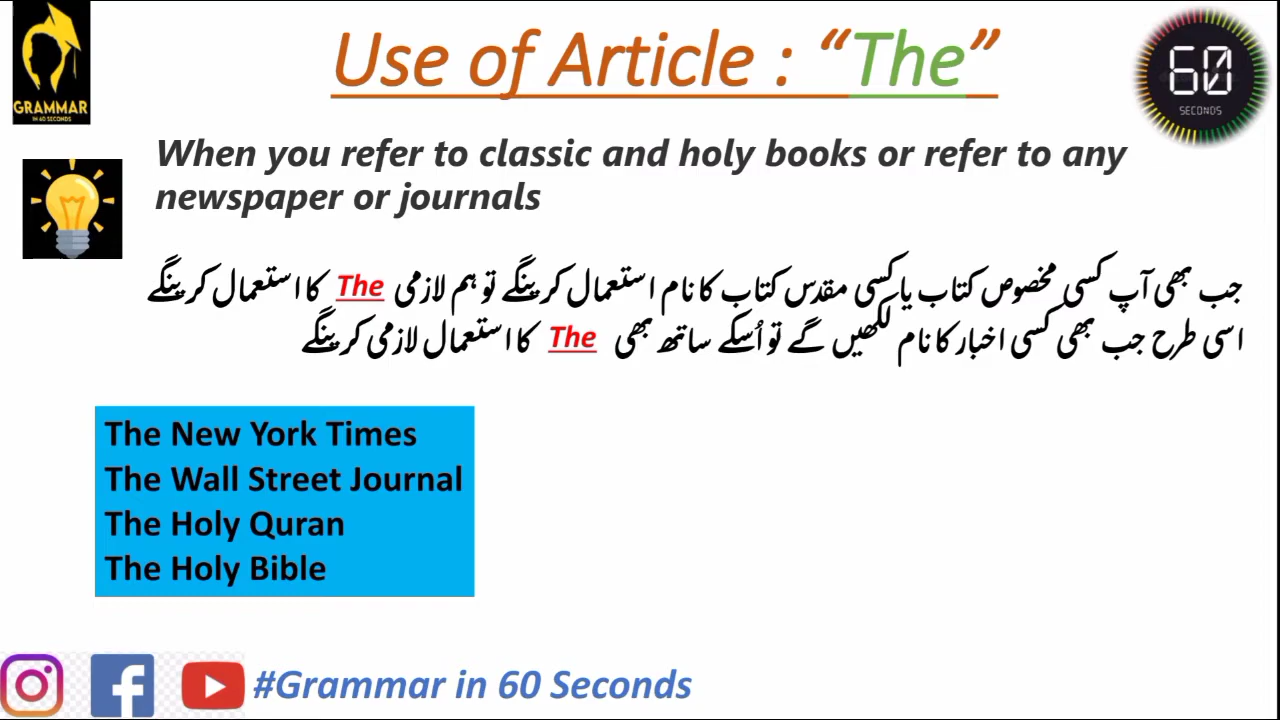 GRAMMAR
IN 60 SECONDS
Use of Article : “The”
60
SECONDS
When you refer to classic and holy books or refer to any
newspaper or journals
جب بھی آپ کسی مخصوص کتاب یا کسی مقدس کتاب کا نام استعمال کرینگے تو ہم لازمی The کا استعمال کرینگے
اسی طرح جب بھی کسی اخبار کا نام لکھیں گے تو اُسکے ساتھ بھی The کا استعمال لازمی کرینگے
The New York Times
The Wall Street Journal
The Holy Quran
The Holy Bible
#Grammar in 60 Seconds